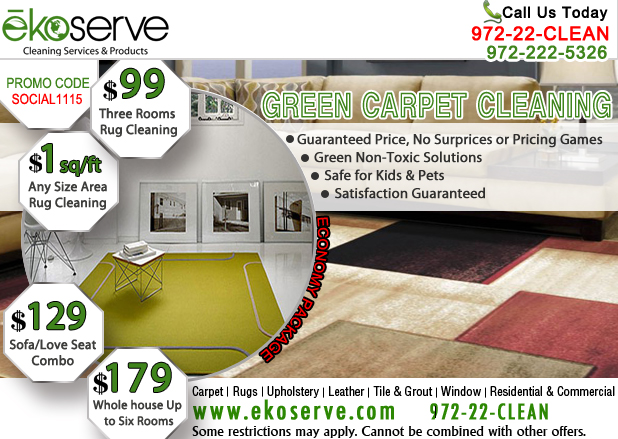 ēkoserve
Cleaning Services & Products
Call Us Today
972-22-CLEAN
972-222-5326
PROMO CODE
SOCIAL1115
$99
Three Rooms
Rug Cleaning
GREEN CARPET CLEANING
• Guaranteed Price, No Surprices or Pricing Games
• Green Non-Toxic Solutions
• Safe for Kids & Pets
• Satisfaction Guaranteed
$1 sq/ft
Any Size Area
Rug Cleaning
ECONOMY PACKAGE
$129
Sofa/Love Seat
Combo
$179
Whole house Up
to Six Rooms
Carpet | Rugs | Upholstery | Leather | Tile & Grout | Window | Residential & Commercial
www.ekoserve.com 972-22-CLEAN
Some restrictions may apply. Cannot be combined with other offers.